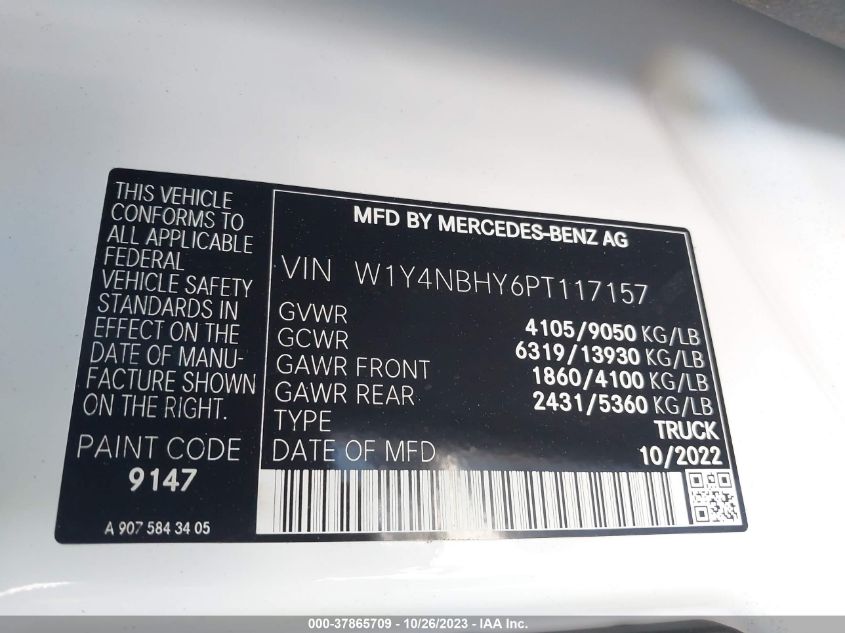 THIS VEHICLE
CONFORMS TO
ALL APPLICABLE
FEDERAL
VEHICLE SAFETY
STANDARDS IN
EFFECT ON THE
DATE OF MANU-
FACTURE SHOWN
ON THE RIGHT.
PAINT CODE
9147
A 907 584 34 05
MFD BY MERCEDES-BENZ AG
VIN W1Y4NBHY6PT117157
GVWR 4105/9050 KG/LB
GCWR 6319/13930 KG/LB
GAWR FRONT 1860/4100 KG/LB
GAWR REAR 2431/5360 KG/LB
TYPE TRUCK
DATE OF MFD 10/2022
000-37865709 - 10/26/2023 - IAA Inc.